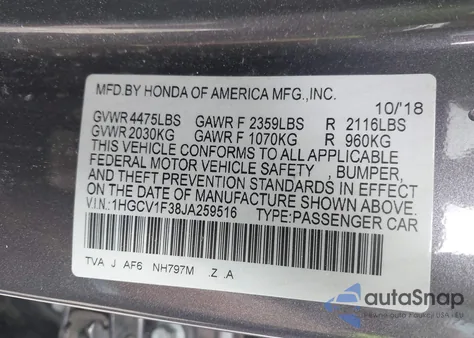 MFD.BY HONDA OF AMERICA MFG.,INC.
10/'18
GVWR 4475LBS GAWR F 2359LBS R 2116LBS
GVWR 2030KG GAWR F 1070KG R 960KG
THIS VEHICLE CONFORMS TO ALL APPLICABLE
FEDERAL MOTOR VEHICLE SAFETY , BUMPER,
AND THEFT PREVENTION STANDARDS IN EFFECT
ON THE DATE OF MANUFACTURE SHOWN ABOVE.
V.I.N.:1HGCV1F38JA259516 TYPE:PASSENGER CAR
TVA J AF6 NH797M .Z .A
autoSnap